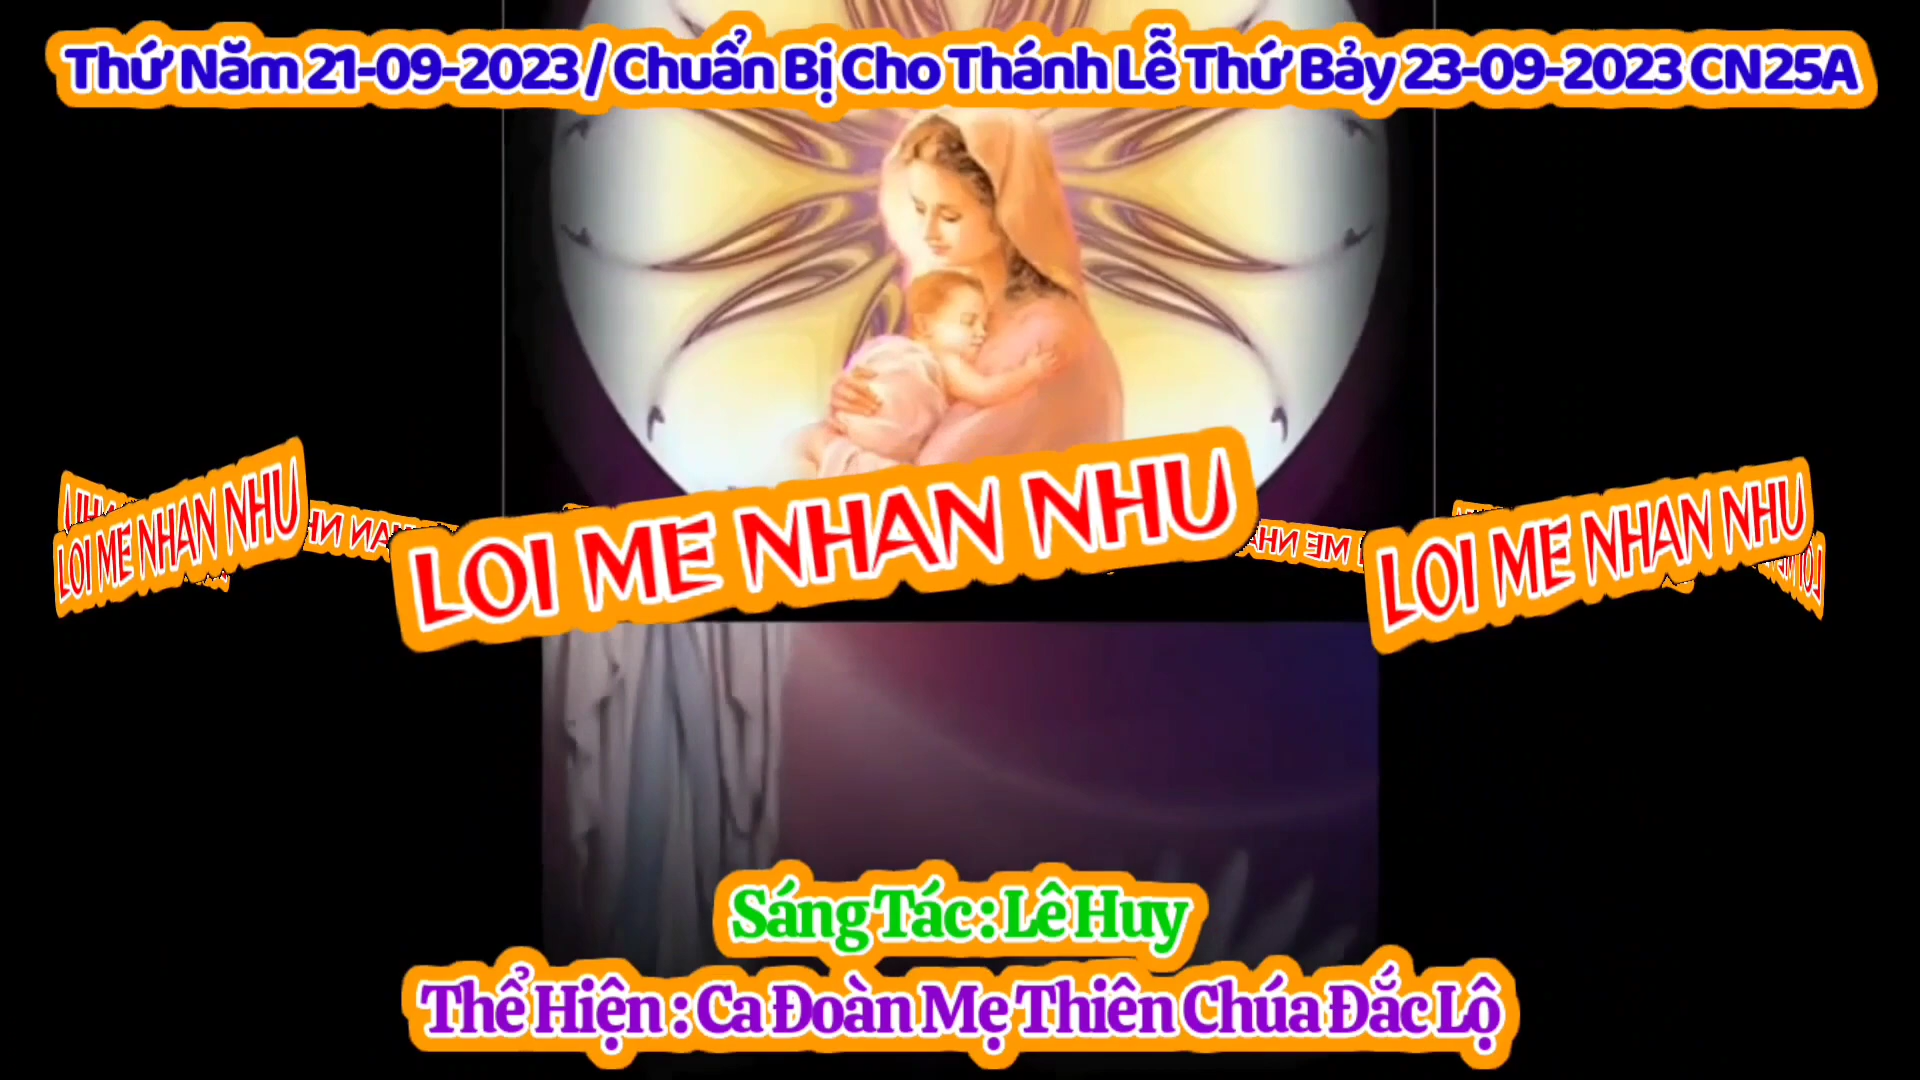 Thứ Năm 21-09-2023 / Chuẩn Bị Cho Thánh Lễ Thứ Bảy 23-09-2023 CN25A
LOI ME NHAN NHU
LOI ME NHAN NHU
LOI ME NHAN NHU
Sáng Tác : Lê Huy
Thể Hiện : Ca Đoàn Mẹ Thiên Chúa Đắc Lộ